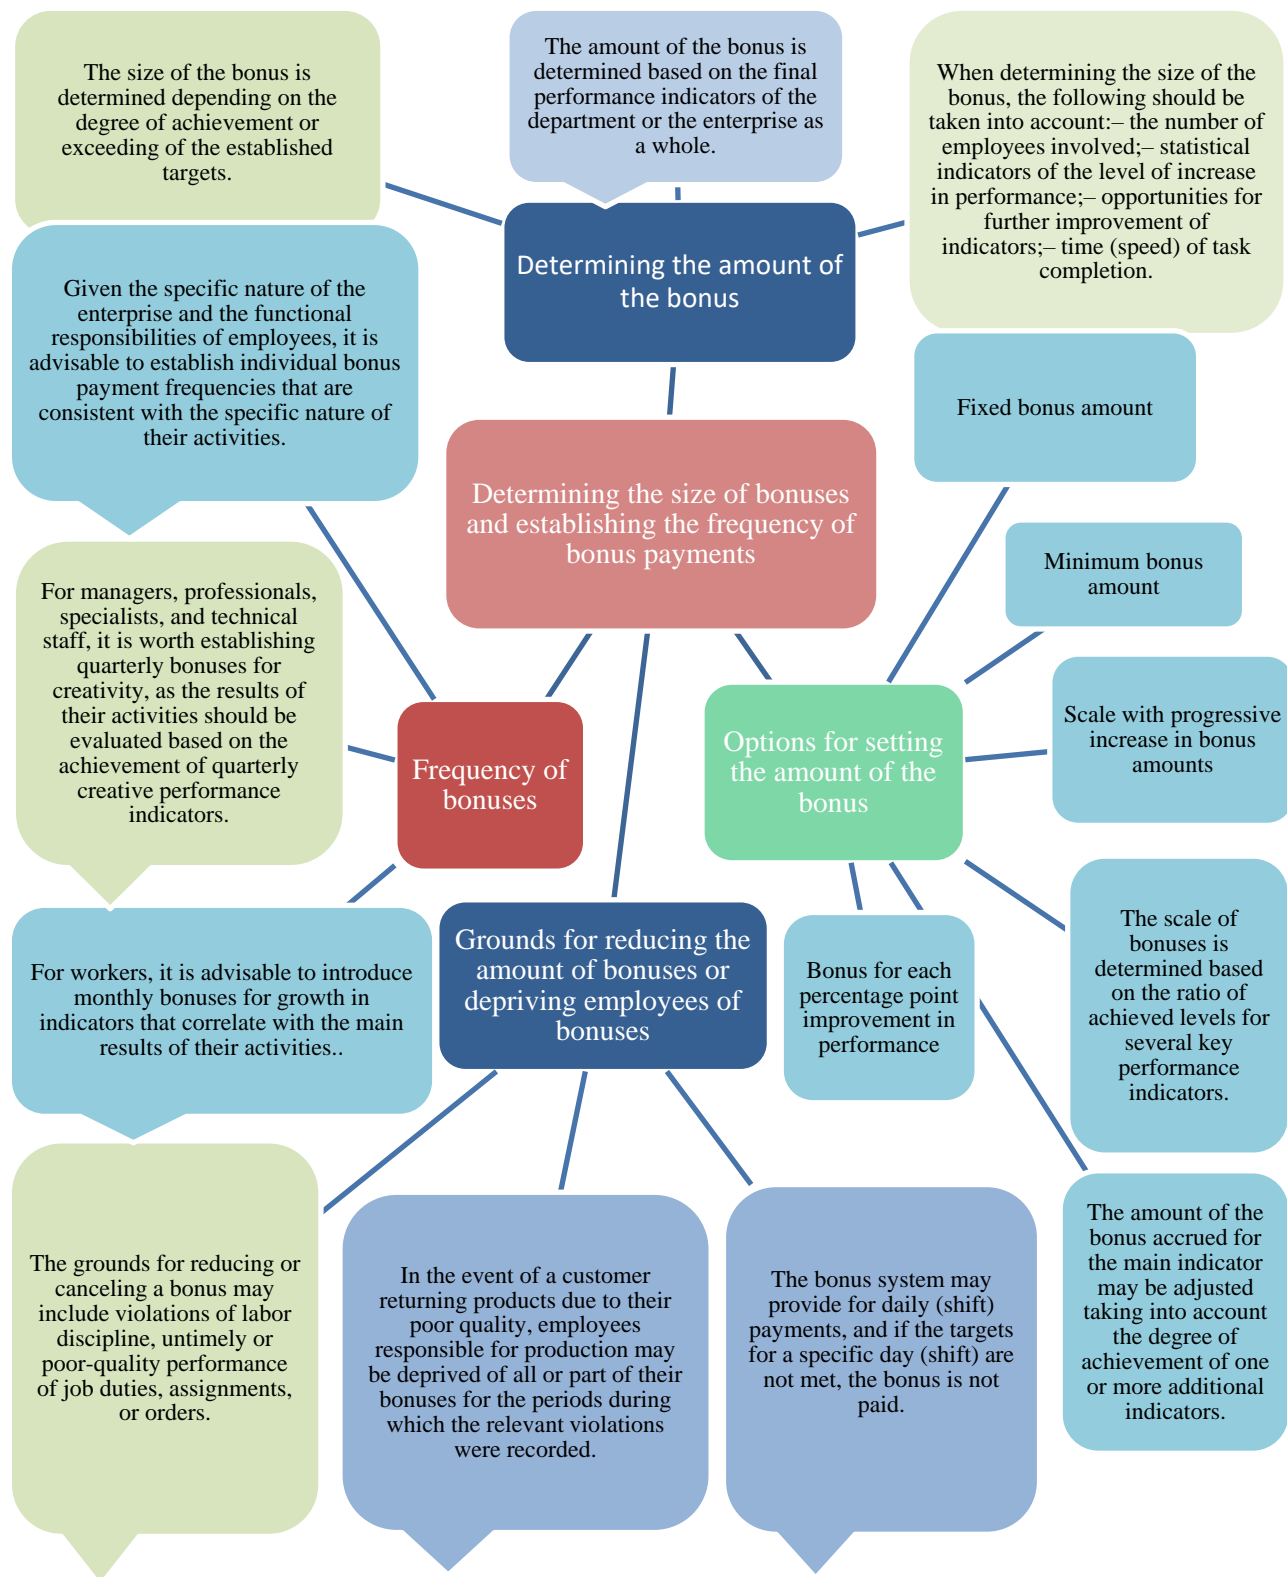 The size of the bonus is
determined depending on the
degree of achievement or
exceeding of the established
targets.
The amount of the bonus is
determined based on the final
performance indicators of the
department or the enterprise as
a whole.
When determining the size of the
bonus, the following should be
taken into account:– the number of
employees involved;– statistical
indicators of the level of increase
in performance;– opportunities for
further improvement of
indicators;– time (speed) of task
completion.
Determining the amount of
the bonus
Given the specific nature of the
enterprise and the functional
responsibilities of employees, it is
advisable to establish individual bonus
payment frequencies that are
consistent with the specific nature of
their activities.
Fixed bonus amount
Determining the size of bonuses
and establishing the frequency of
bonus payments
Minimum bonus
amount
For managers, professionals,
specialists, and technical
staff, it is worth establishing
quarterly bonuses for
creativity, as the results of
their activities should be
evaluated based on the
achievement of quarterly
creative performance
indicators.
Scale with progressive
increase in bonus
amounts
Frequency of
bonuses
Options for setting
the amount of the
bonus
For workers, it is advisable to introduce
monthly bonuses for growth in
indicators that correlate with the main
results of their activities..
Grounds for reducing the
amount of bonuses or
depriving employees of
bonuses
Bonus for each
percentage point
improvement in
performance
The scale of
bonuses is
determined based
on the ratio of
achieved levels for
several key
performance
indicators.
The grounds for reducing or
canceling a bonus may
include violations of labor
discipline, untimely or
poor-quality performance
of job duties, assignments,
or orders.
In the event of a customer
returning products due to their
poor quality, employees
responsible for production may
be deprived of all or part of their
bonuses for the periods during
which the relevant violations
were recorded.
The bonus system may
provide for daily (shift)
payments, and if the targets
for a specific day (shift) are
not met, the bonus is not
paid.
The amount of the
bonus accrued for
the main indicator
may be adjusted
taking into account
the degree of
achievement of one
or more additional
indicators.